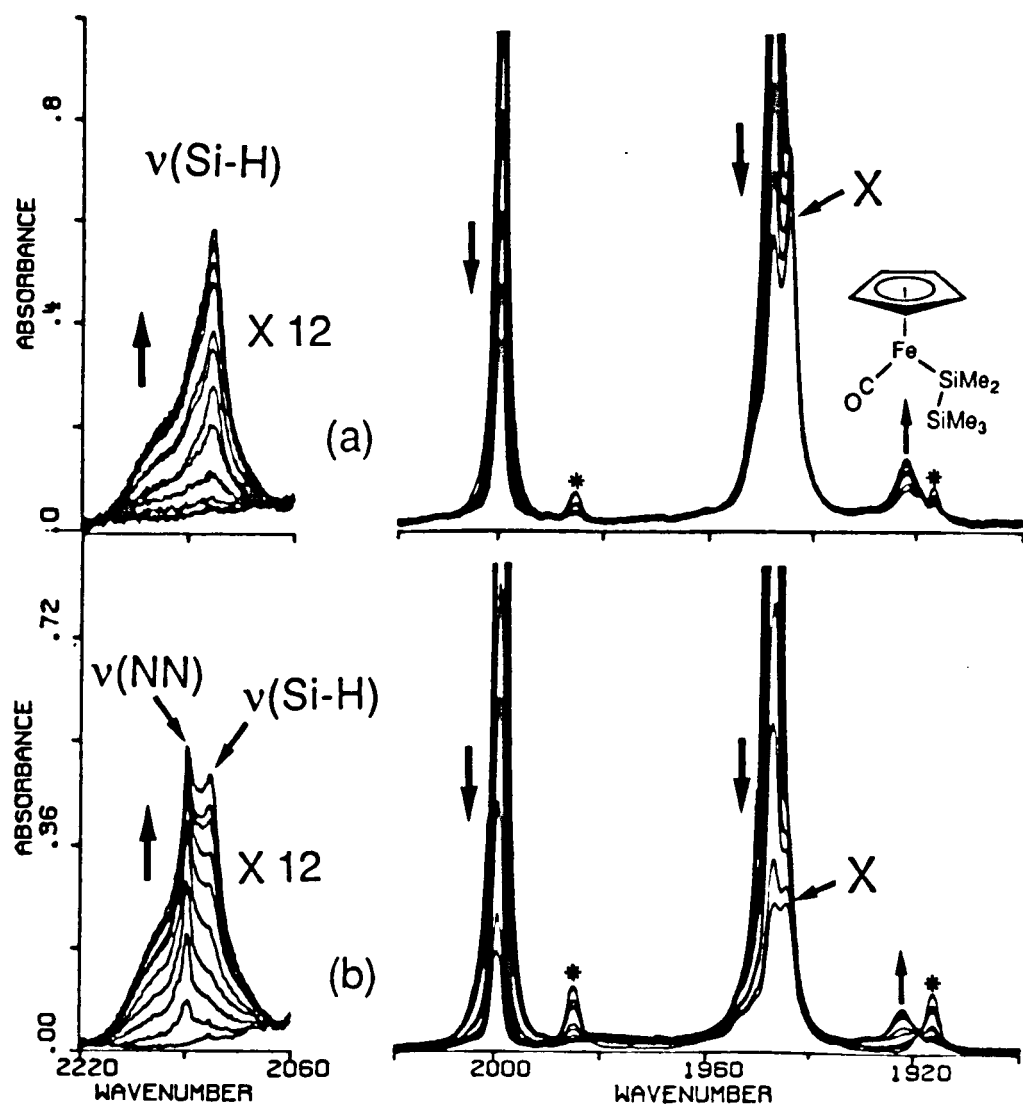 ABSORBANCE
.8
.4
.0
ν(Si-H)
X 12
(a)
*
X
Fe
OC
SiMe2
SiMe3
*
ABSORBANCE
.72
.36
.00
ν(NN)
ν(Si-H)
X 12
(b)
*
X
*
2220
2060
2000
1960
1920
WAVENUMBER
WAVENUMBER